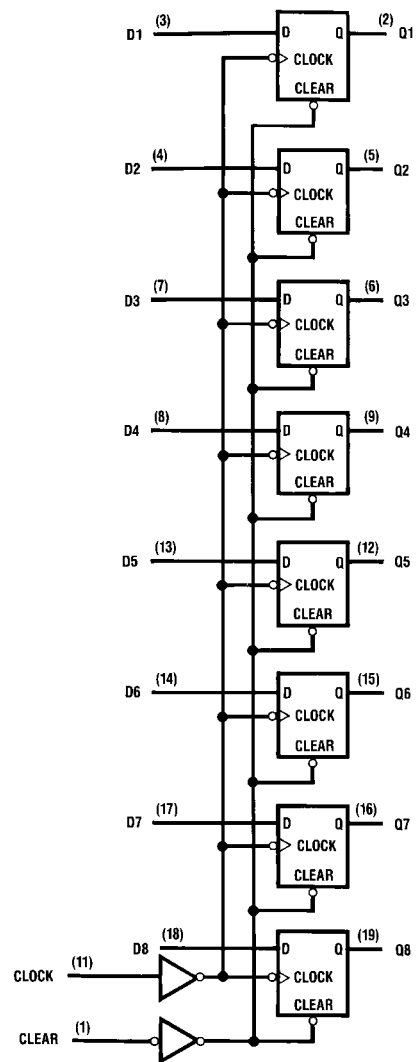 D1 (3) D Q (2) Q1
CLOCK
CLEAR
D2 (4) D Q (5) Q2
CLOCK
CLEAR
D3 (7) D Q (6) Q3
CLOCK
CLEAR
D4 (8) D Q (9) Q4
CLOCK
CLEAR
D5 (13) D Q (12) Q5
CLOCK
CLEAR
D6 (14) D Q (15) Q6
CLOCK
CLEAR
D7 (17) D Q (16) Q7
CLOCK
CLEAR
D8 (18) D Q (19) Q8
CLOCK (11) CLOCK
CLEAR
CLEAR (1)